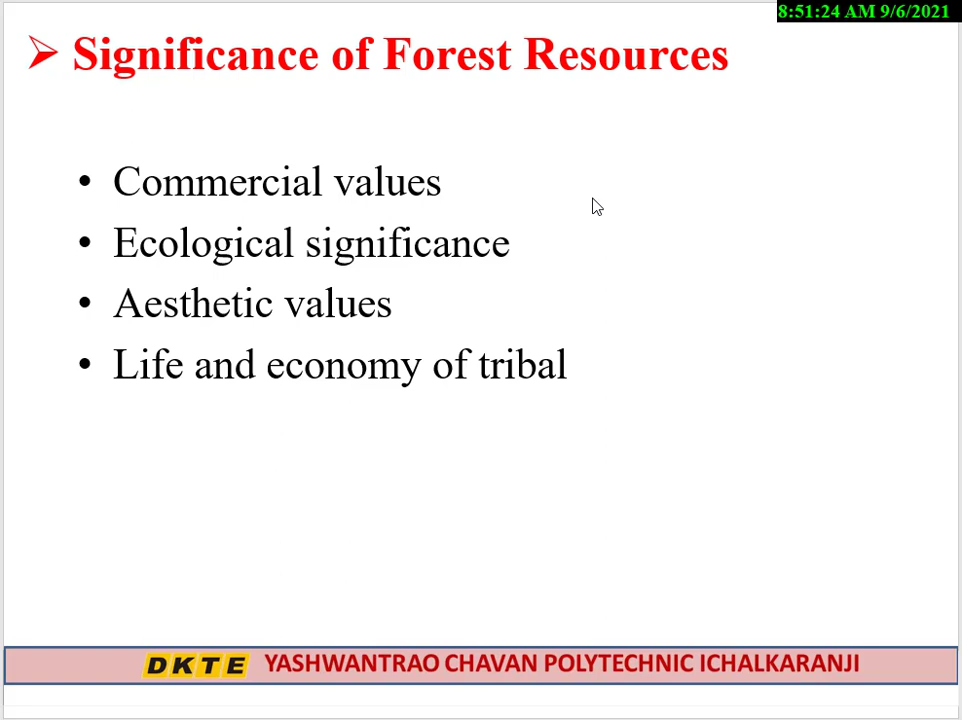 8:51:24 AM 9/6/2021
➢ Significance of Forest Resources
• Commercial values
• Ecological significance
• Aesthetic values
• Life and economy of tribal
DKTE YASHWANTRAO CHAVAN POLYTECHNIC ICHALKARANJI